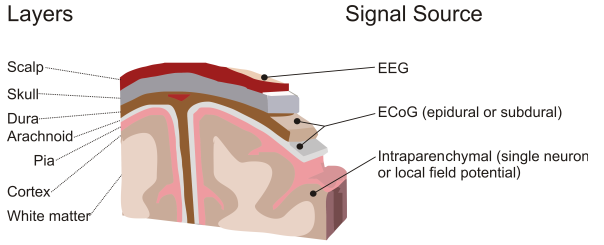 Layers
Signal Source
Scalp
Skull
Dura
Arachnoid
Pia
Cortex
White matter
EEG
ECoG (epidural or subdural)
Intraparenchymal (single neuron
or local field potential)